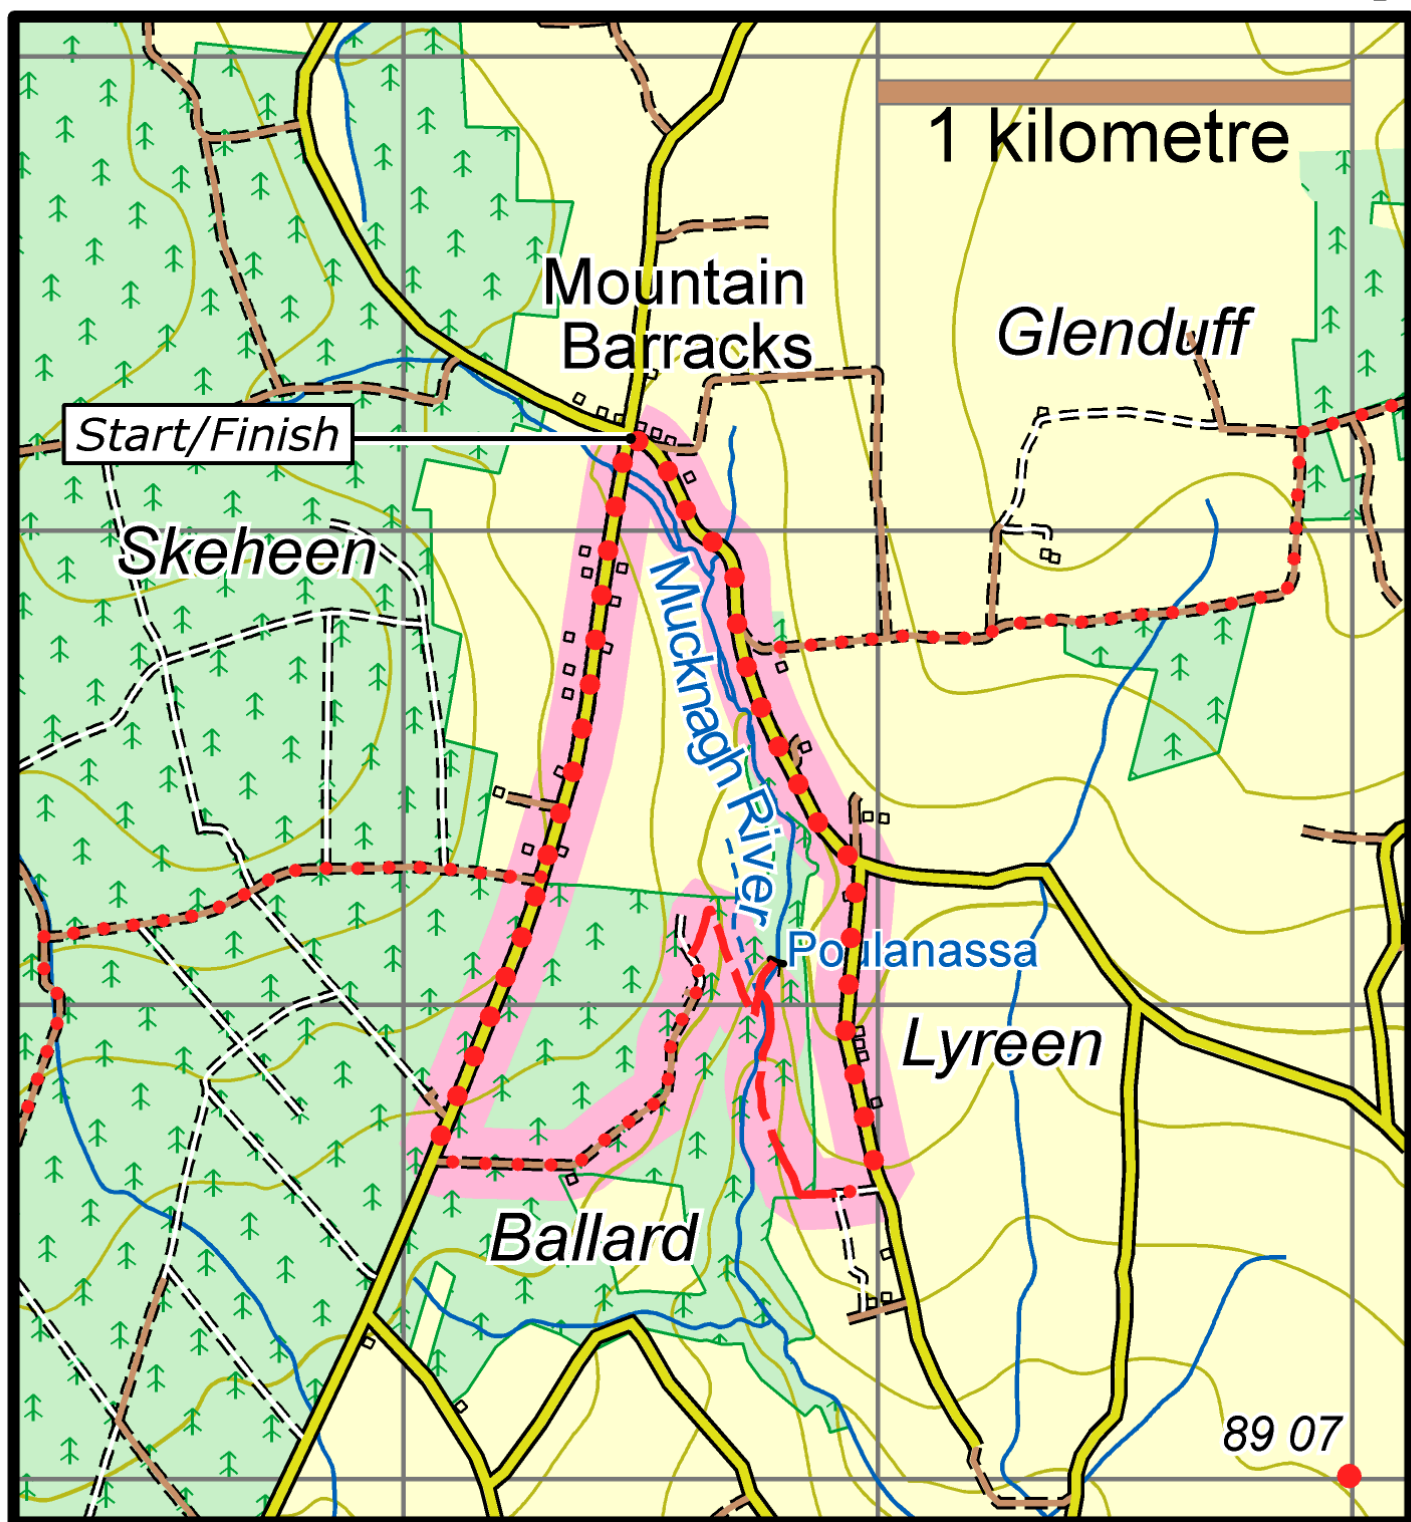 1 kilometre
Mountain
Barracks
Glenduff
Start/Finish
Skeheen
Mucknagh River
Poulanassa
Lyreen
Ballard
89 07